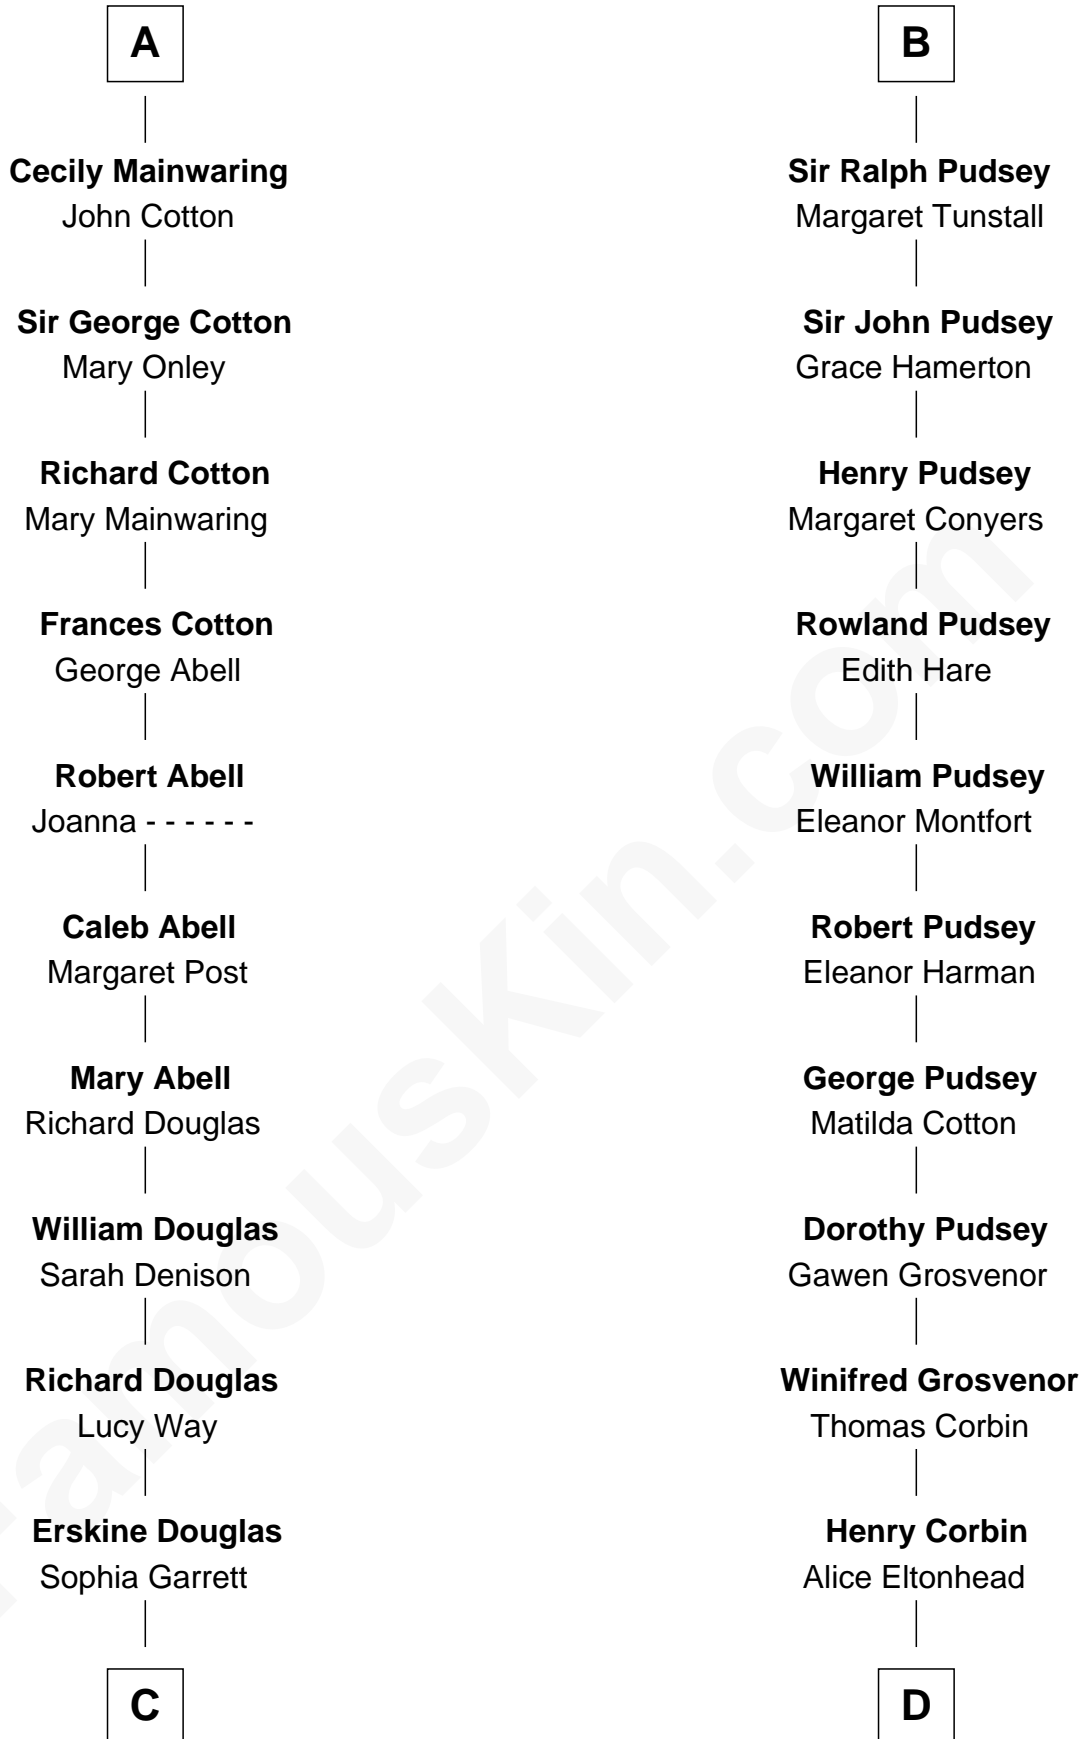 A
Cecily Mainwaring
John Cotton
Sir George Cotton
Mary Onley
Richard Cotton
Mary Mainwaring
Frances Cotton
George Abell
Robert Abell
Joanna - - - - - -
Caleb Abell
Margaret Post
Mary Abell
Richard Douglas
William Douglas
Sarah Denison
Richard Douglas
Lucy Way
Erskine Douglas
Sophia Garrett
C
B
Sir Ralph Pudsey
Margaret Tunstall
Sir John Pudsey
Grace Hamerton
Henry Pudsey
Margaret Conyers
Rowland Pudsey
Edith Hare
William Pudsey
Eleanor Montfort
Robert Pudsey
Eleanor Harman
George Pudsey
Matilda Cotton
Dorothy Pudsey
Gawen Grosvenor
Winifred Grosvenor
Thomas Corbin
Henry Corbin
Alice Eltonhead
D
FamousKin.com